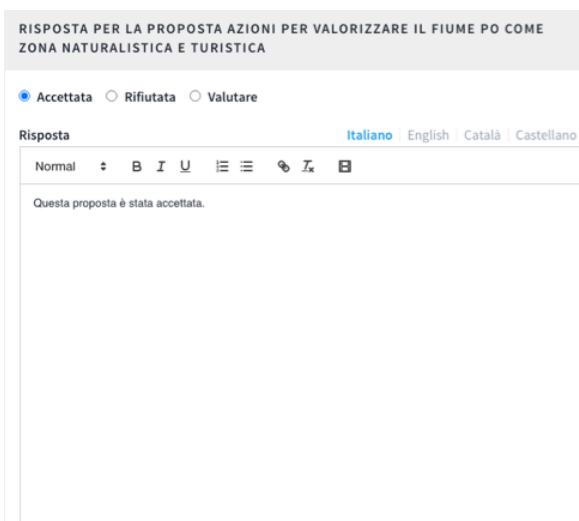 RISPOSTA PER LA PROPOSTA AZIONI PER VALORIZZARE IL FIUME PO COME
ZONA NATURALISTICA E TURISTICA
Accettata Rifiutata Valutare
Risposta Italiano English Català Castellano
Normal B I U
Questa proposta è stata accettata.